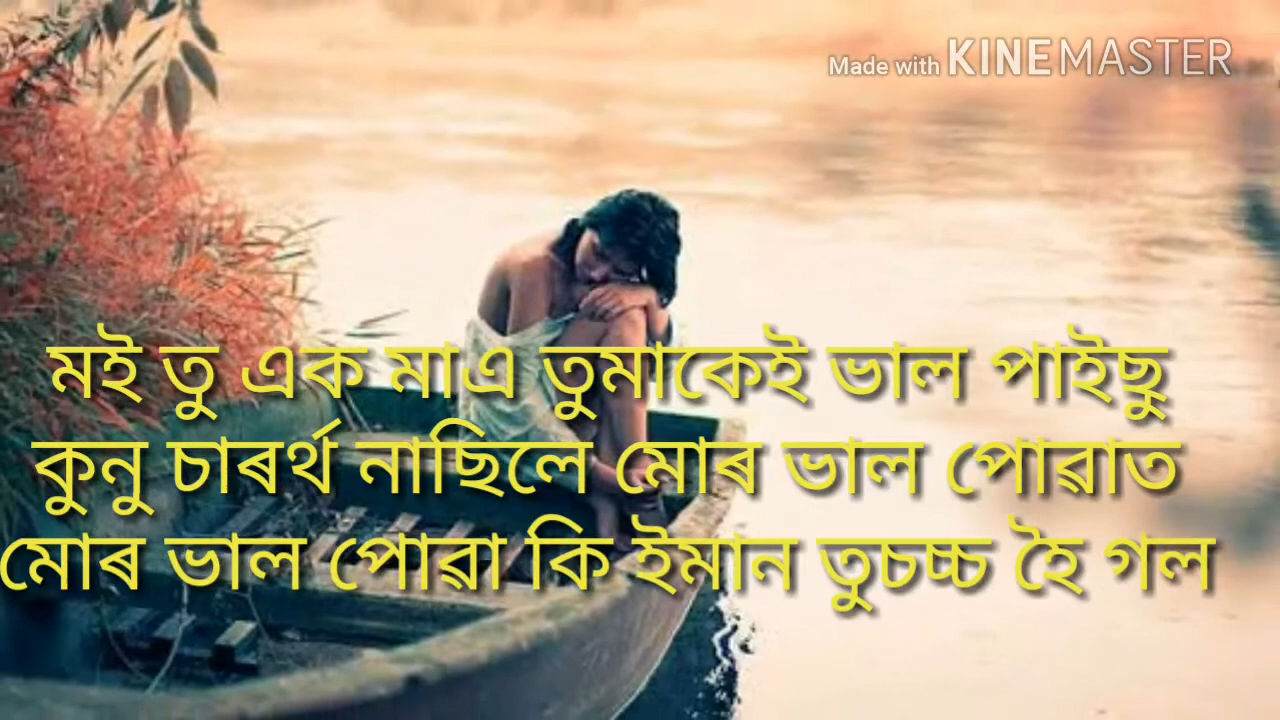 Made with KINEMASTER
মই তু এক মাএ তুমাকেই ভাল পাইছু
কুনু চাৰৰ্থ নাছিলে মোৰ ভাল পোৱাত
মোৰ ভাল পোৱা কি ইমান তুচচ্চ হৈ গল